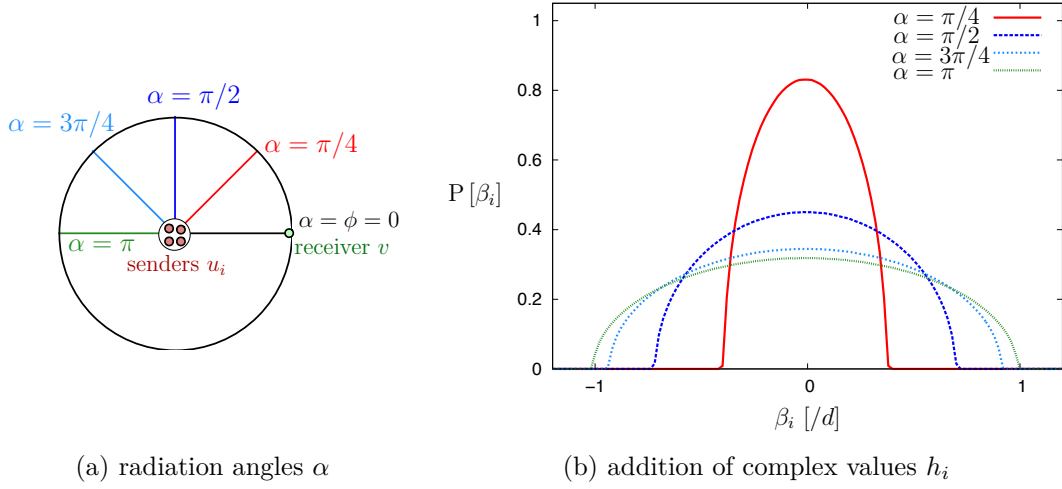 α = π/2
α = 3π/4
α = π/4
α = ϕ = 0
α = π
receiver v
senders u_i
(a) radiation angles α
α = π/4
α = π/2
α = 3π/4
α = π
1
0.8
0.6
P [β_i]
0.4
0.2
0
-1 0 1
β_i [/d]
(b) addition of complex values h_i